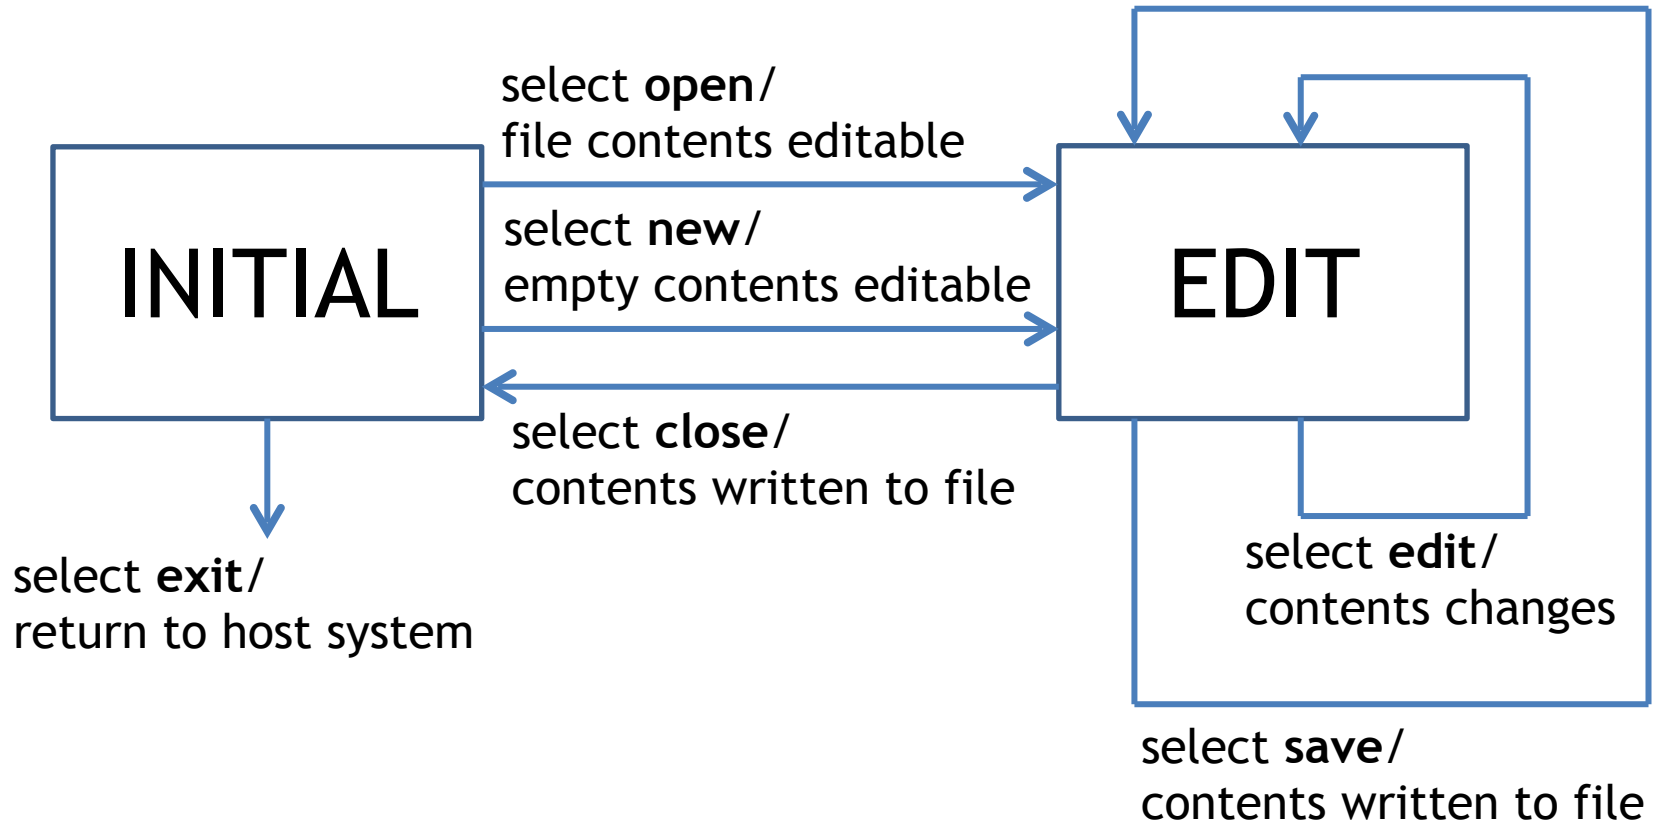 select open/
file contents editable
INITIAL
select new/
empty contents editable
EDIT
select close/
contents written to file
select exit/
return to host system
select edit/
contents changes
select save/
contents written to file